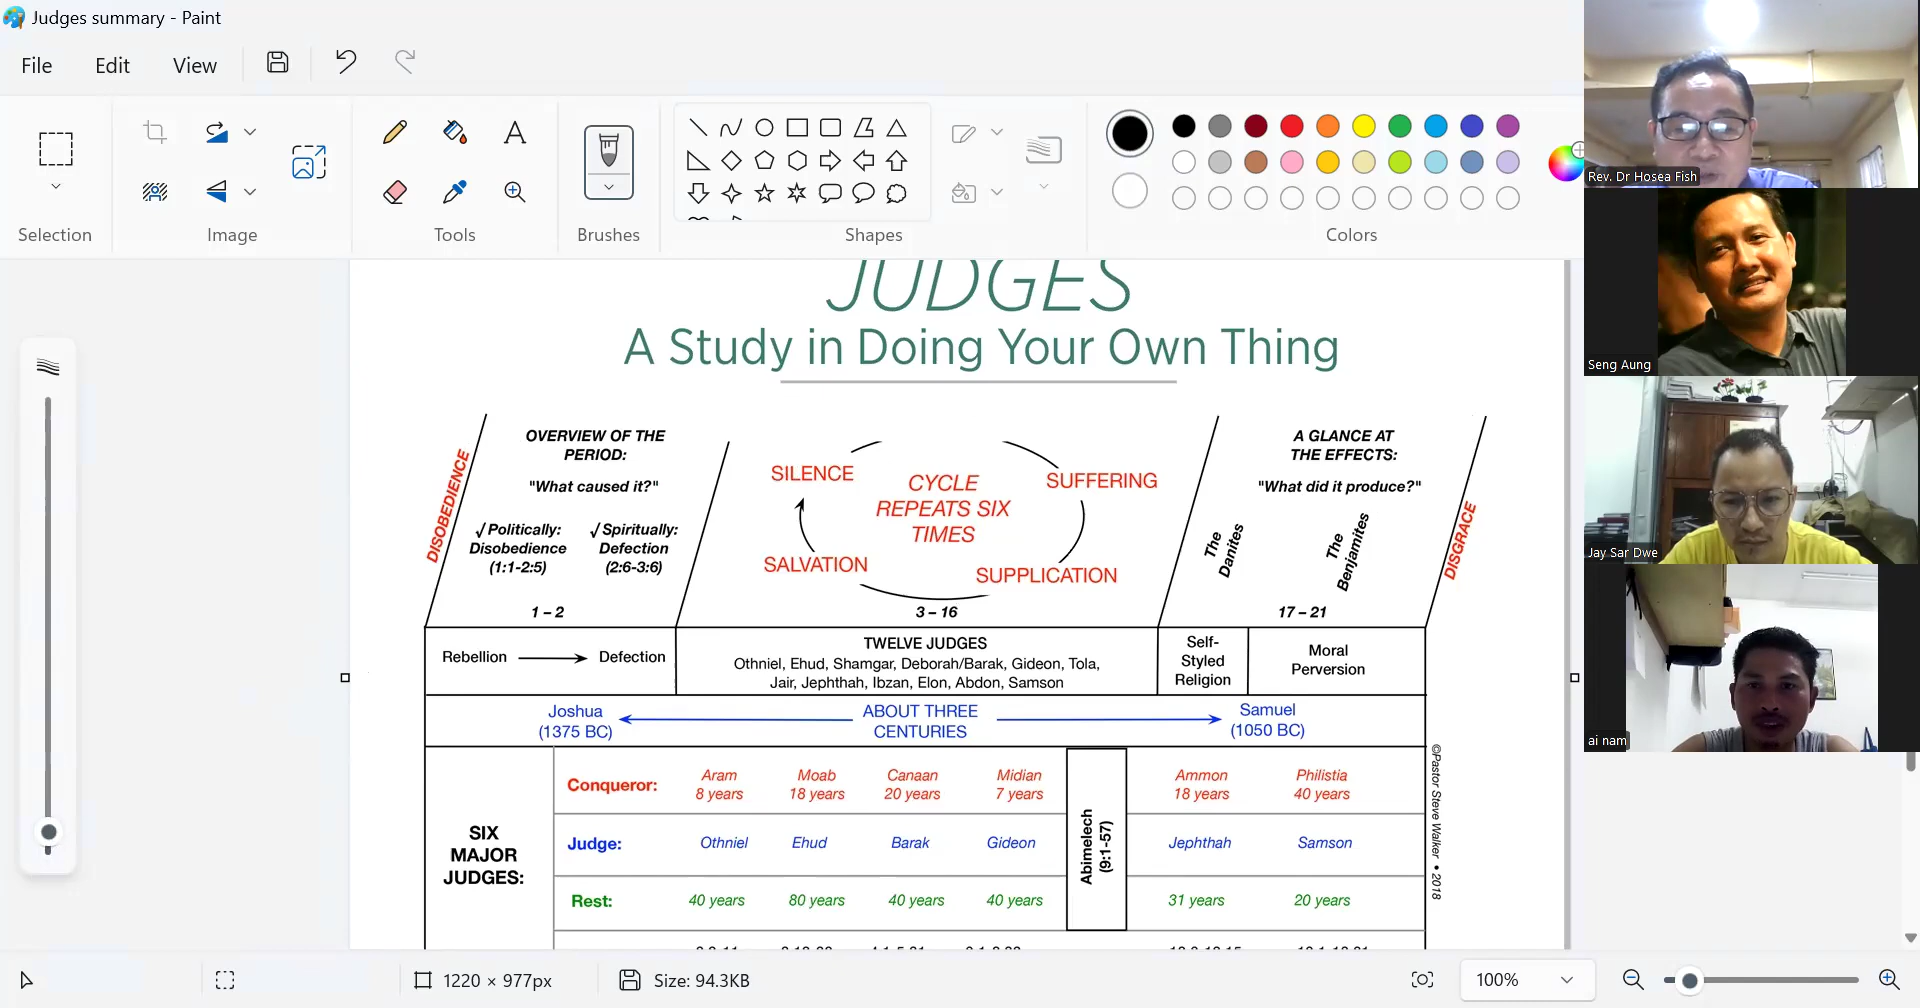 Judges summary - Paint
File Edit View
Selection Image Tools Brushes Shapes Colors
JUDGES
A Study in Doing Your Own Thing
DISOBEDIENCE
OVERVIEW OF THE
PERIOD:
"What caused it?"
√ Politically:
Disobedience
(1:1-2:5)
√ Spiritually:
Defection
(2:6-3:6)
1 – 2
SILENCE
SUFFERING
CYCLE
REPEATS SIX
TIMES
SALVATION
SUPPLICATION
3 – 16
A GLANCE AT
THE EFFECTS:
"What did it produce?"
The
Danites
The
Benjamites
17 – 21
DISGRACE
Rebellion Defection
TWELVE JUDGES
Othniel, Ehud, Shamgar, Deborah/Barak, Gideon, Tola,
Jair, Jephthah, Ibzan, Elon, Abdon, Samson
Self-
Styled
Religion
Moral
Perversion
Joshua
(1375 BC)
ABOUT THREE
CENTURIES
Samuel
(1050 BC)
SIX
MAJOR
JUDGES:
Conqueror:
Aram
8 years
Moab
18 years
Canaan
20 years
Midian
7 years
Ammon
18 years
Philistia
40 years
Judge: Othniel Ehud Barak Gideon Jephthah Samson
Abimelech
(9:1-57)
Rest: 40 years 80 years 40 years 40 years 31 years 20 years
©Pastor Steve Walker • 2018
Rev. Dr Hosea Fish
Seng Aung
Jay Sar Dwe
ai nam
1220 × 977px Size: 94.3KB 100%